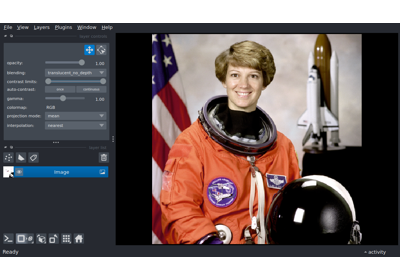 File View Layers Plugins Window Help
opacity: 1.00
blending: translucent_no_depth
contrast limits:
auto-contrast: once continuous
gamma: 1.00
colormap: RGB
projection mode: mean
interpolation: nearest
Image
Ready
activity